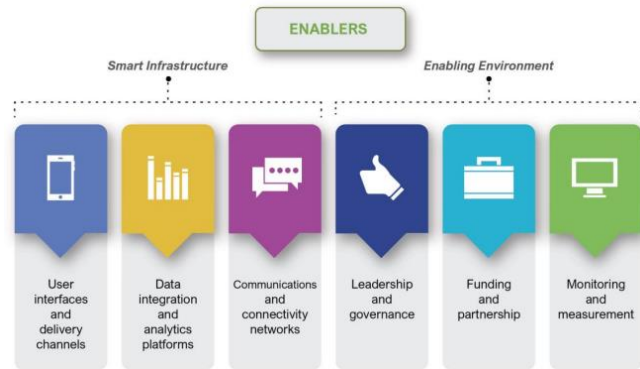 ENABLERS
Smart Infrastructure
Enabling Environment
User
interfaces
and
delivery
channels
Data
integration
and
analytics
platforms
Communications
and
connectivity
networks
Leadership
and
governance
Funding
and
partnership
Monitoring
and
measurement